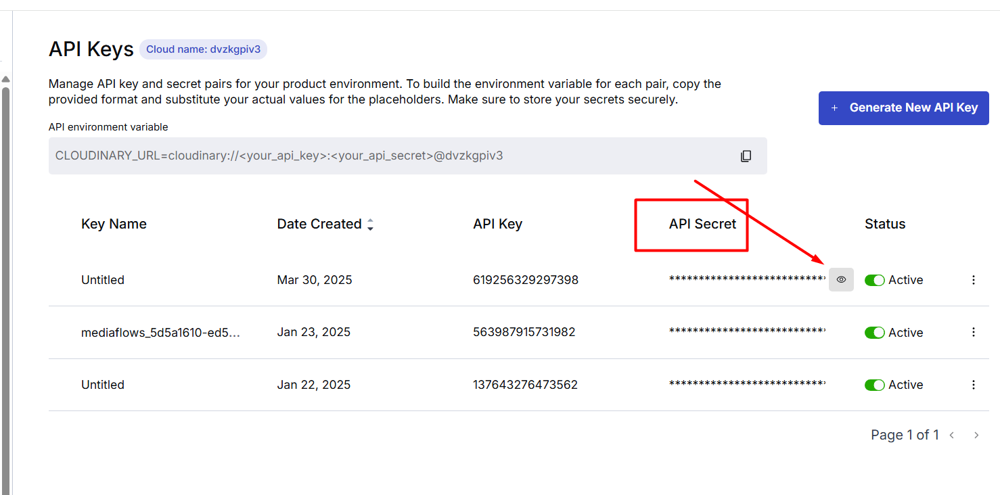 API Keys Cloud name: dvzkgpiv3
Manage API key and secret pairs for your product environment. To build the environment variable for each pair, copy the
provided format and substitute your actual values for the placeholders. Make sure to store your secrets securely.
+ Generate New API Key
API environment variable
CLOUDINARY_URL=cloudinary://<your_api_key>:<your_api_secret>@dvzkgpiv3
Key Name Date Created API Key API Secret Status
Untitled Mar 30, 2025 619256329297398 *************************** Active
mediaflows_5d5a1610-ed5... Jan 23, 2025 563987915731982 *************************** Active
Untitled Jan 22, 2025 137643276473562 *************************** Active
Page 1 of 1